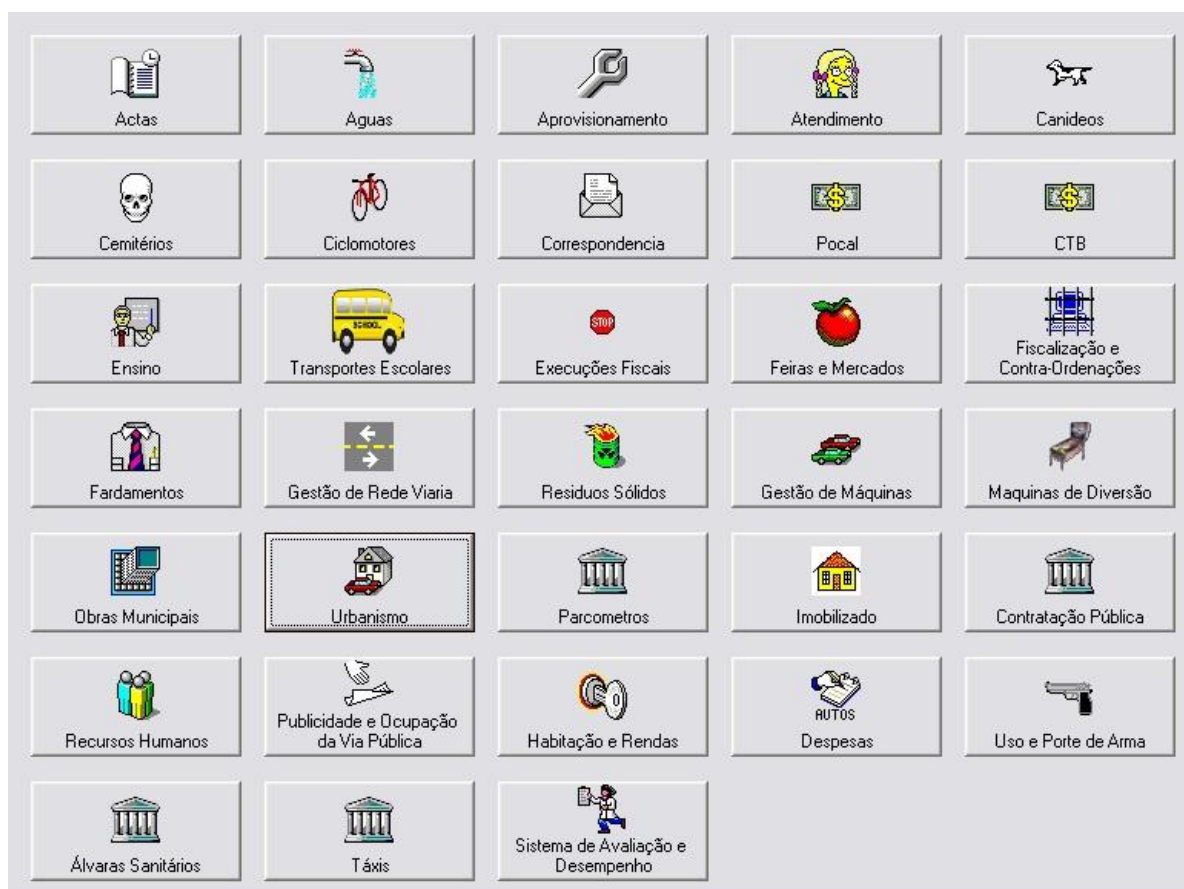 Actas
Aguas
Aprovisionamento
Atendimento
Canideos
Cemitérios
Ciclomotores
Correspondencia
Pocal
CTB
SCHOOL
STOP
Ensino
Transportes Escolares
Execuções Fiscais
Feiras e Mercados
Fiscalização e
Contra-Ordenações
Fardamentos
Gestão de Rede Viaria
Residuos Sólidos
Gestão de Máquinas
Maquinas de Diversão
Obras Municipais
Urbanismo
Parcometros
Imobilizado
Contratação Pública
Recursos Humanos
Publicidade e Ocupação
da Via Pública
Habitação e Rendas
AUTOS
Despesas
Uso e Porte de Arma
Álvaras Sanitários
Táxis
Sistema de Avaliação e
Desempenho